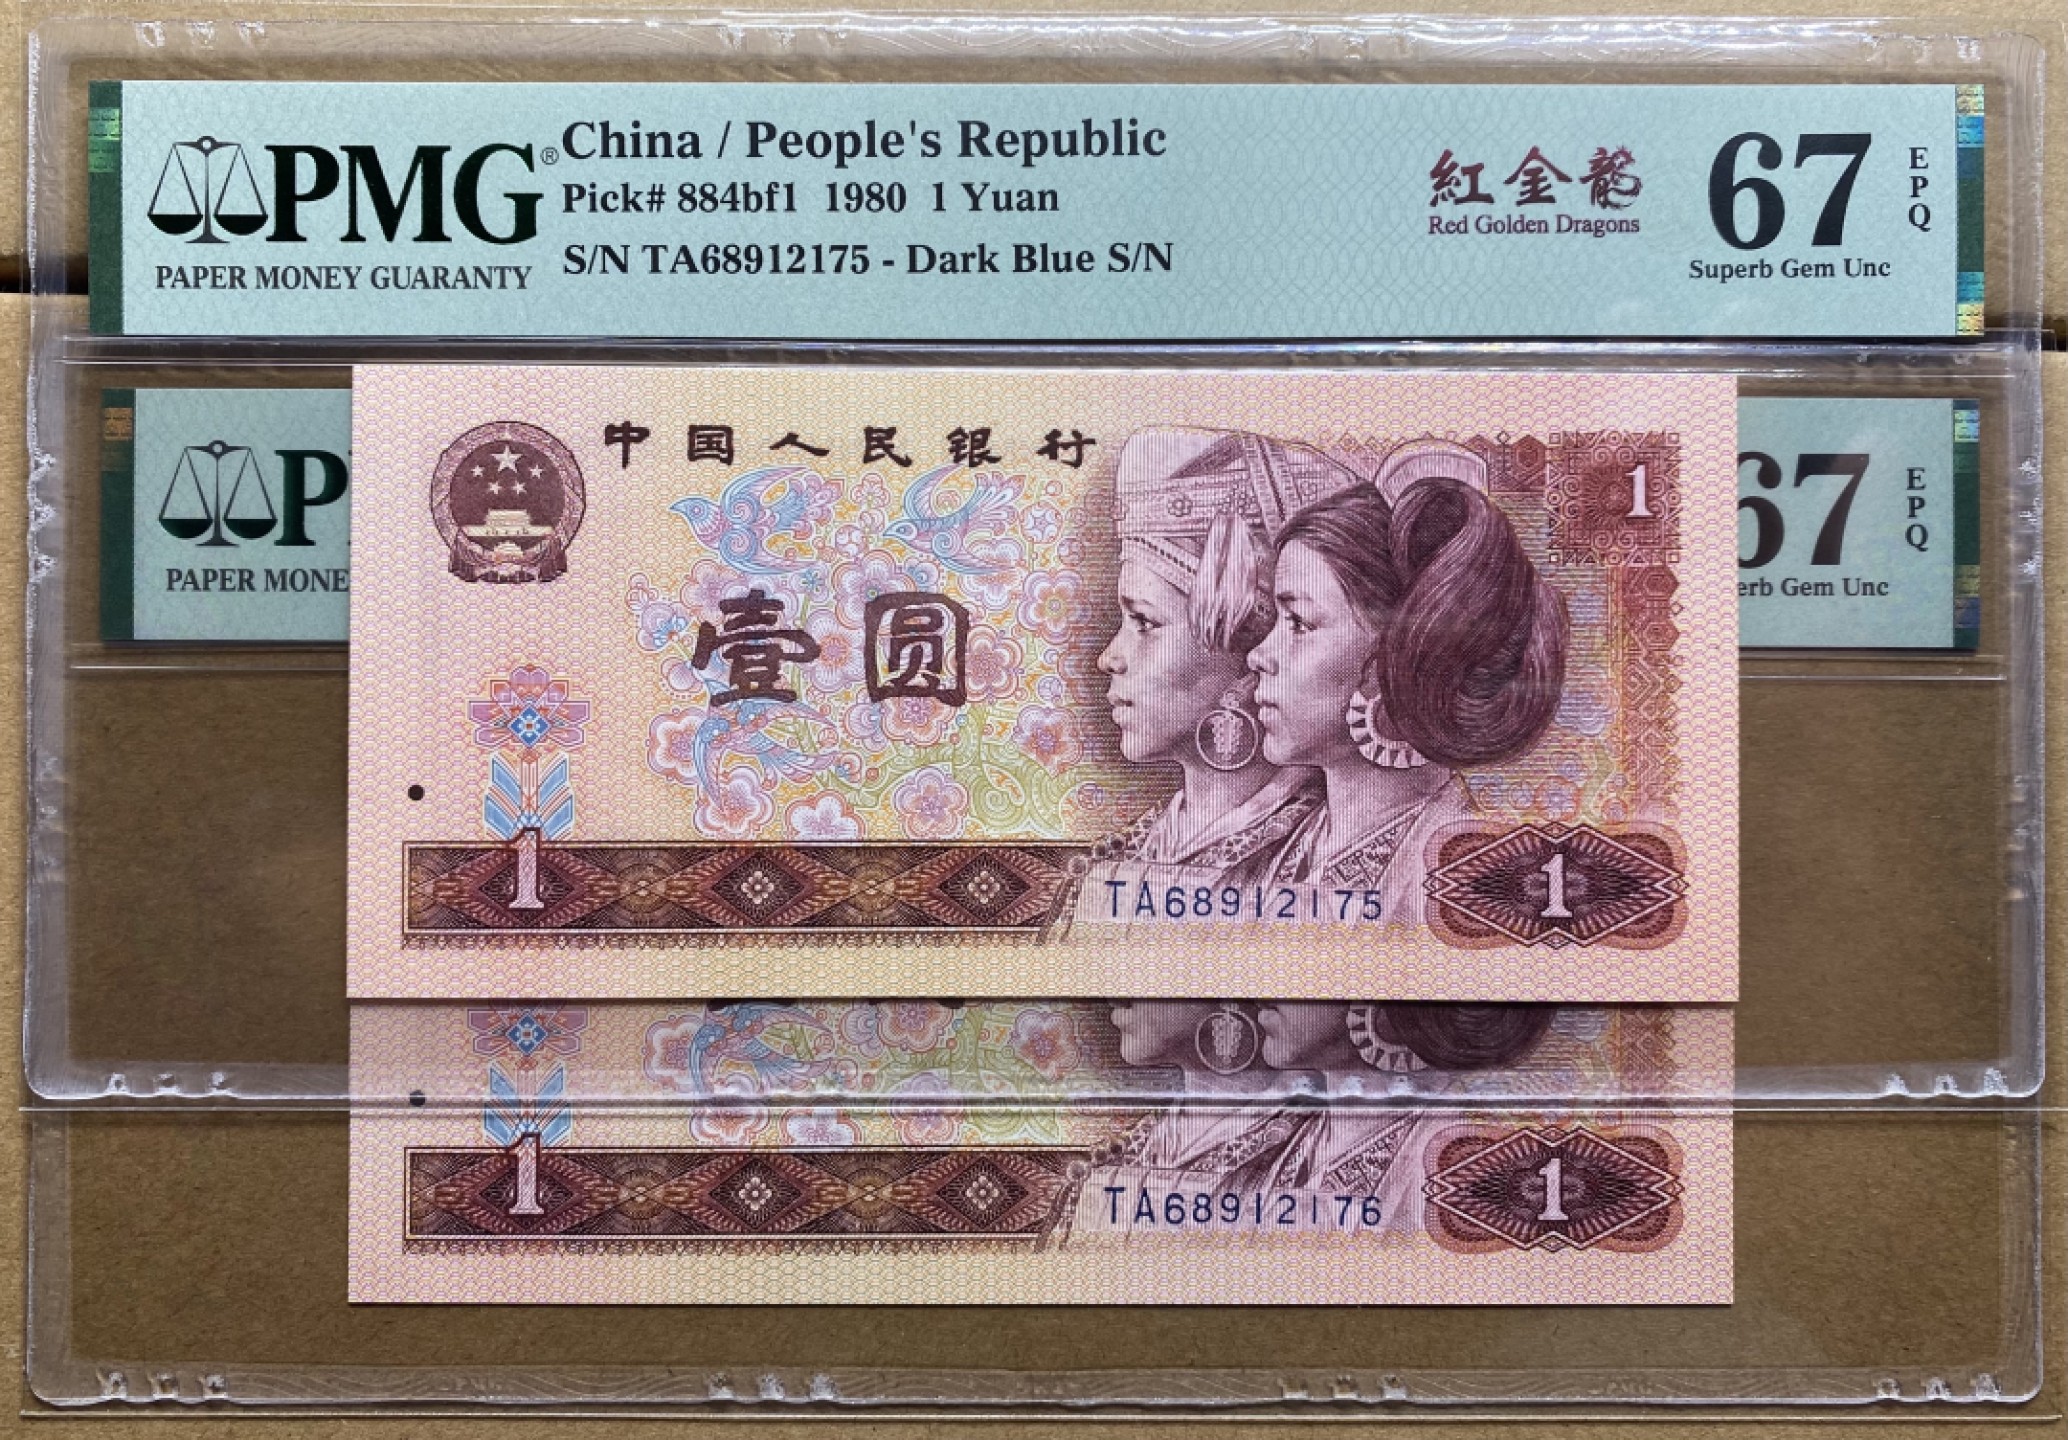 PMG®
PAPER MONEY GUARANTY
China / People's Republic
Pick# 884bf1 1980 1 Yuan
S/N TA68912175 - Dark Blue S/N
紅金龍
Red Golden Dragons
67
EPQ
Superb Gem Unc
P
PAPER MONE
67
EPQ
erb Gem Unc
中国人民银行
1
壹圆
1
TA68912175
1
1
TA68912176
1